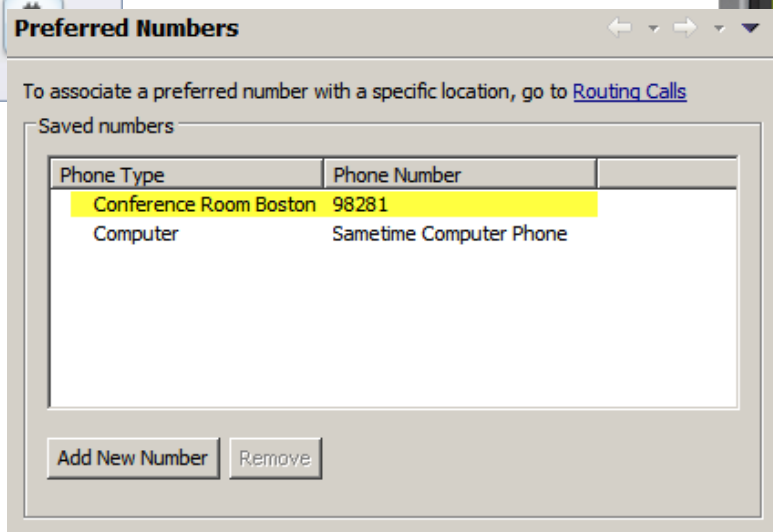 Preferred Numbers
To associate a preferred number with a specific location, go to Routing Calls
Saved numbers
Phone Type Phone Number
Conference Room Boston 98281
Computer Sametime Computer Phone
Add New Number Remove